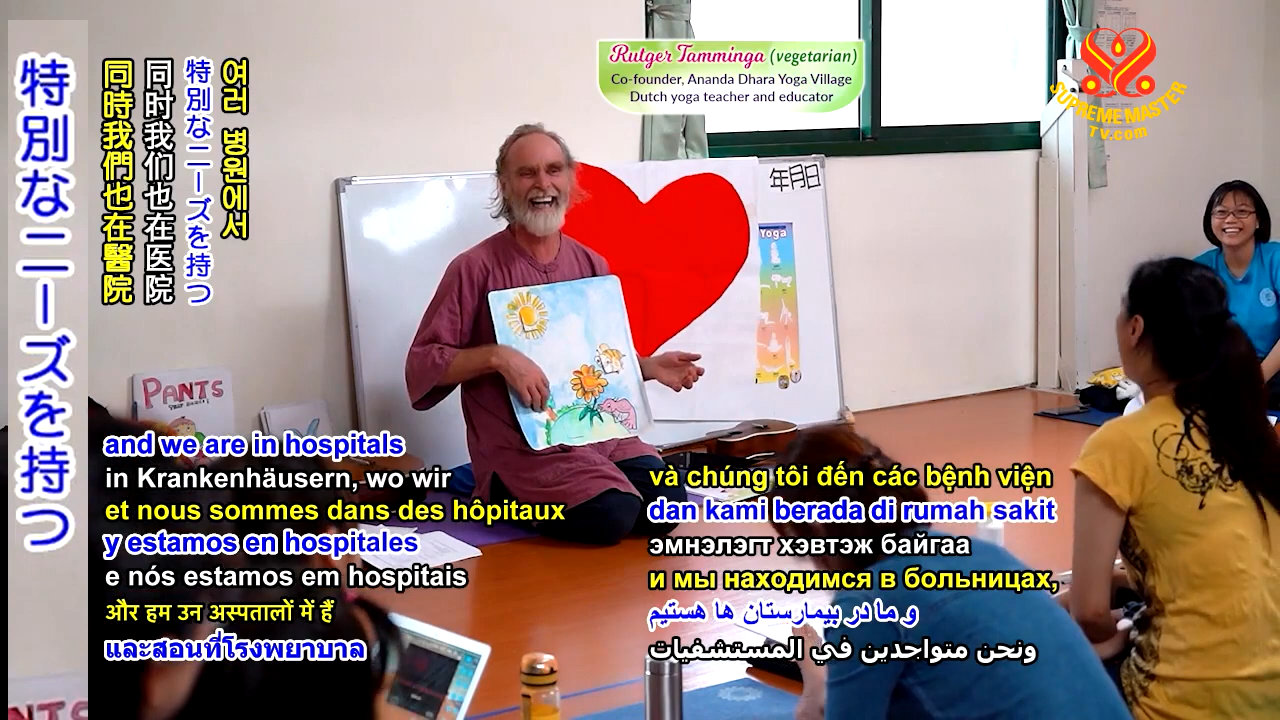 Rutger Tamminga (vegetarian)
Co-founder, Ananda Dhara Yoga Village
Dutch yoga teacher and educator
SUPREME MASTER
TV.com
年月日
Yoga
PANTS
特別なニーズを持つ
여러 병원에서
特別なニーズを持つ
同时我们也在医院
同時我們也在醫院
and we are in hospitals
in Krankenhäusern, wo wir
et nous sommes dans des hôpitaux
y estamos en hospitales
e nós estamos em hospitais
और हम उन अस्पतालों में हैं
และสอนที่โรงพยาบาล
và chúng tôi đến các bệnh viện
dan kami berada di rumah sakit
эмнэлэгт хэвтэж байгаа
и мы находимся в больницах,
و ما در بیمارستان ها هستیم
ونحن متواجدين في المستشفيات